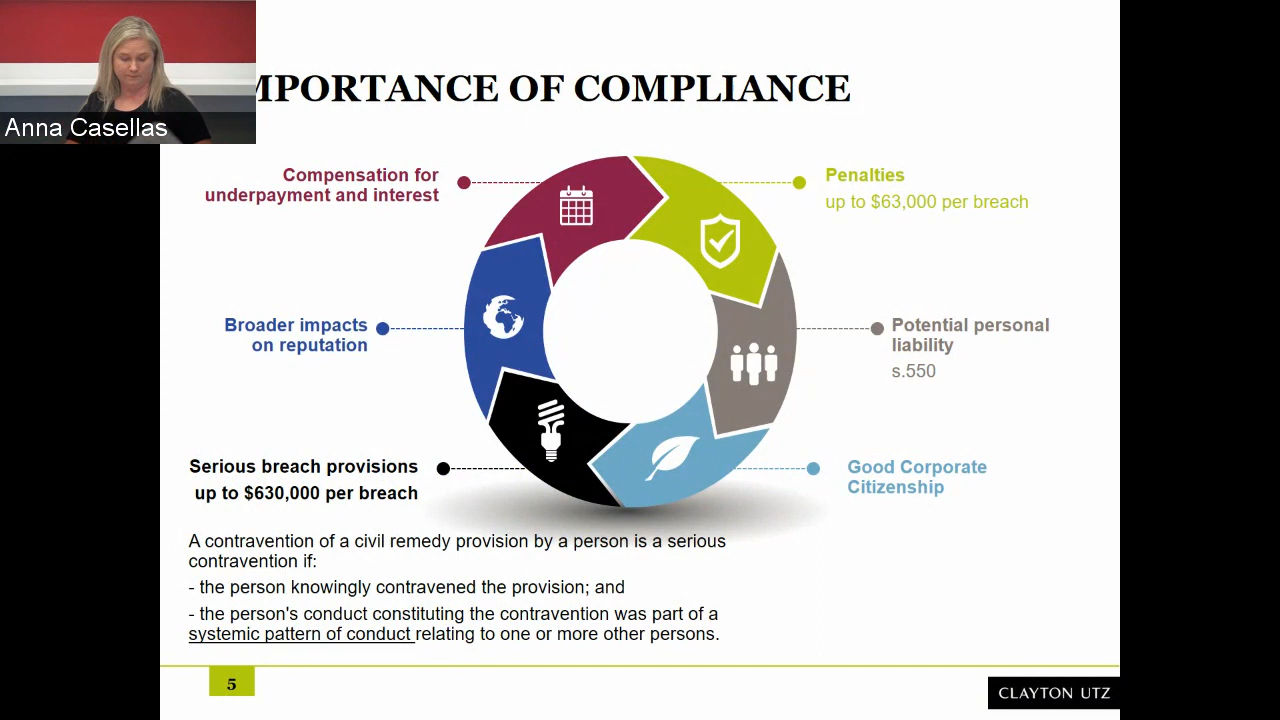 Anna Casellas
IMPORTANCE OF COMPLIANCE
Compensation for
underpayment and interest
Penalties
up to $63,000 per breach
Broader impacts
on reputation
Potential personal
liability
s.550
Serious breach provisions
up to $630,000 per breach
Good Corporate
Citizenship
A contravention of a civil remedy provision by a person is a serious
contravention if:
- the person knowingly contravened the provision; and
- the person's conduct constituting the contravention was part of a
systemic pattern of conduct relating to one or more other persons.
5
CLAYTON UTZ